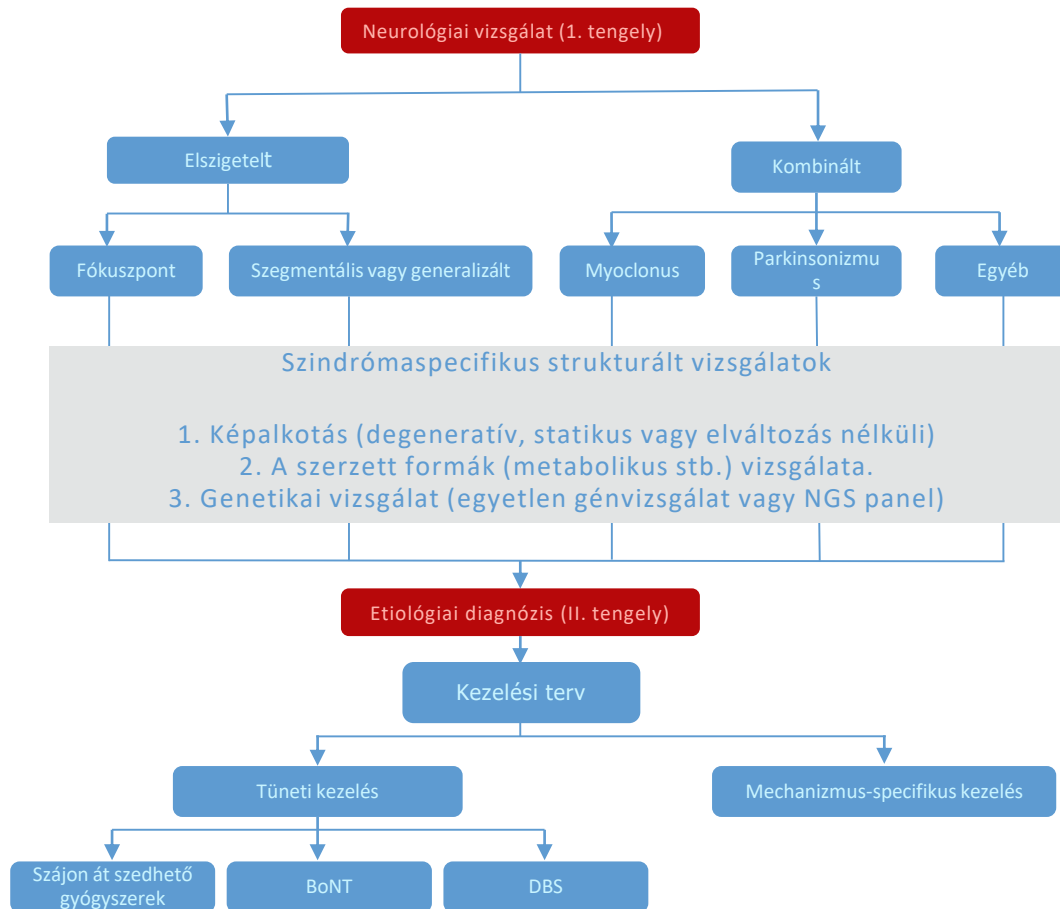 Neurológiai vizsgálat (1. tengely)
Elszigetelt
Kombinált
Fókuszpont
Szegmentális vagy generalizált
Myoclonus
Parkinsonizmu
s
Egyéb
Szindrómaspecifikus strukturált vizsgálatok
1. Képalkotás (degeneratív, statikus vagy elváltozás nélküli)
2. A szerzett formák (metabolikus stb.) vizsgálata.
3. Genetikai vizsgálat (egyetlen génvizsgálat vagy NGS panel)
Etiológiai diagnózis (II. tengely)
Kezelési terv
Tüneti kezelés
Mechanizmus-specifikus kezelés
Szájon át szedhető
gyógyszerek
BoNT
DBS